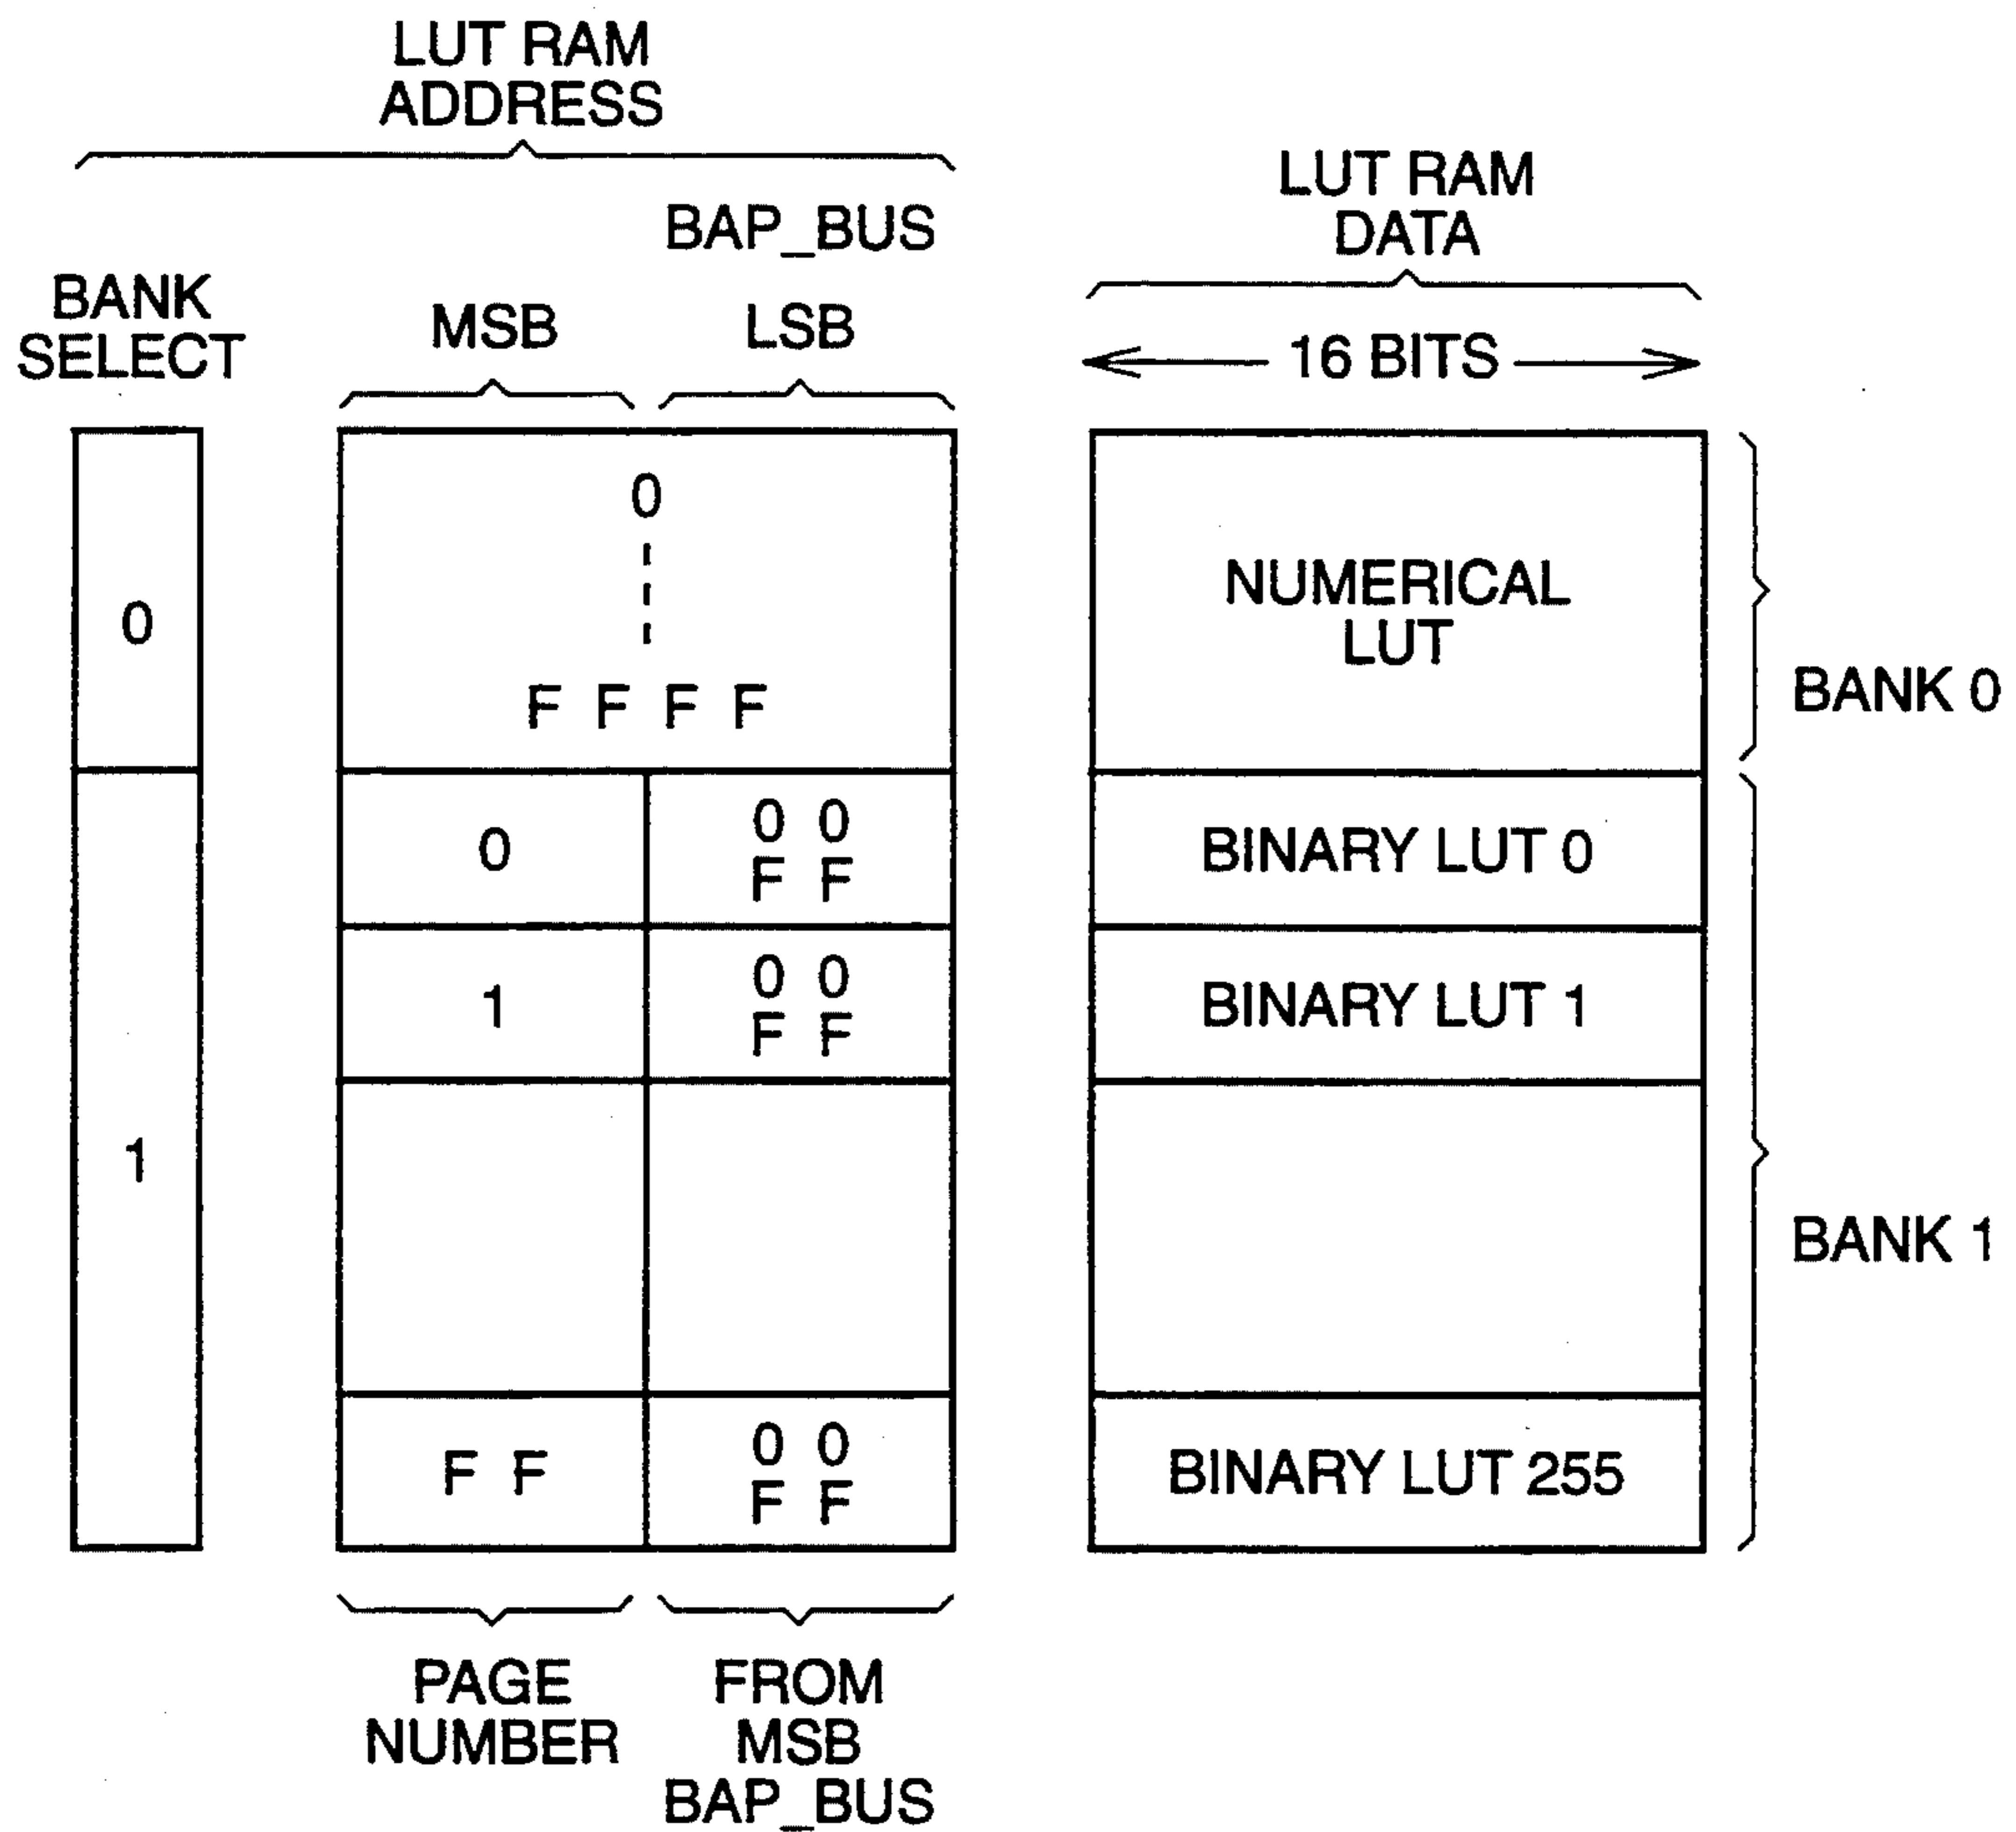 LUT RAM
ADDRESS
BAP_BUS
LUT RAM
DATA
BANK
SELECT
MSB
LSB
16 BITS
0
0
F F F F
NUMERICAL
LUT
BANK 0
1
0
0 0
F F
BINARY LUT 0
1
0 0
F F
BINARY LUT 1
BANK 1
F F
0 0
F F
BINARY LUT 255
PAGE
NUMBER
FROM
MSB
BAP_BUS